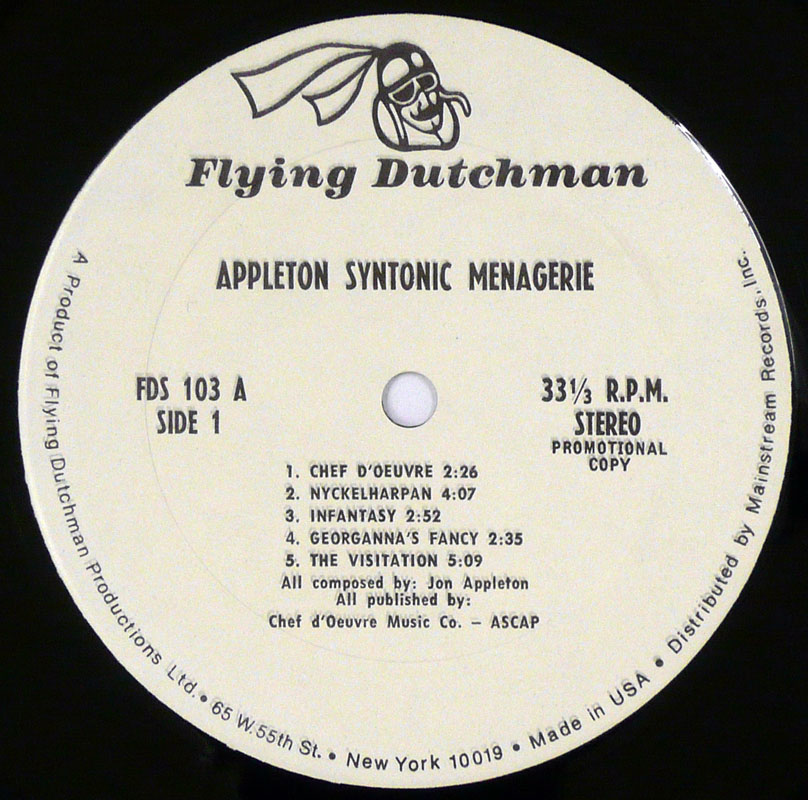 Flying Dutchman
APPLETON SYNTONIC MENAGERIE
FDS 103 A
SIDE 1
33 1/3 R.P.M.
STEREO
PROMOTIONAL
COPY
1. CHEF D'OEUVRE 2:26
2. NYCKELHARPAN 4:07
3. INFANTASY 2:52
4. GEORGANNA'S FANCY 2:35
5. THE VISITATION 5:09
All composed by: Jon Appleton
All published by:
Chef d'Oeuvre Music Co. – ASCAP
A Product of Flying Dutchman Productions Ltd. • 65 W. 55th St. • New York 10019 • Made in USA • Distributed by Mainstream Records, Inc.